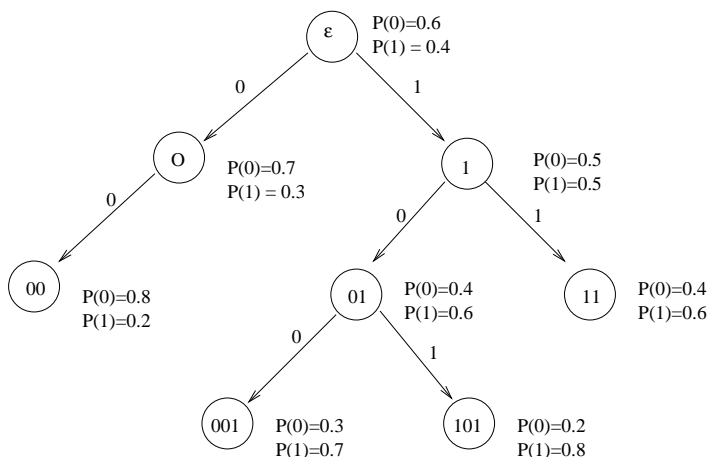 ε
P(0)=0.6
P(1) = 0.4
0
1
O
P(0)=0.7
P(1) = 0.3
1
P(0)=0.5
P(1)=0.5
0
0
1
00
P(0)=0.8
P(1)=0.2
01
P(0)=0.4
P(1)=0.6
11
P(0)=0.4
P(1)=0.6
0
1
001
P(0)=0.3
P(1)=0.7
101
P(0)=0.2
P(1)=0.8